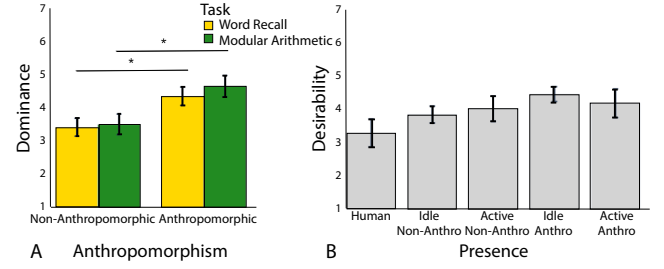 Task
Word Recall
Modular Arithmetic
*
*
7
6
5
4
3
2
1
Dominance
Non-Anthropomorphic Anthropomorphic
A Anthropomorphism
7
6
5
4
3
2
1
Desirability
Human Idle Active Idle Active
Non-Anthro Non-Anthro Anthro Anthro
B Presence